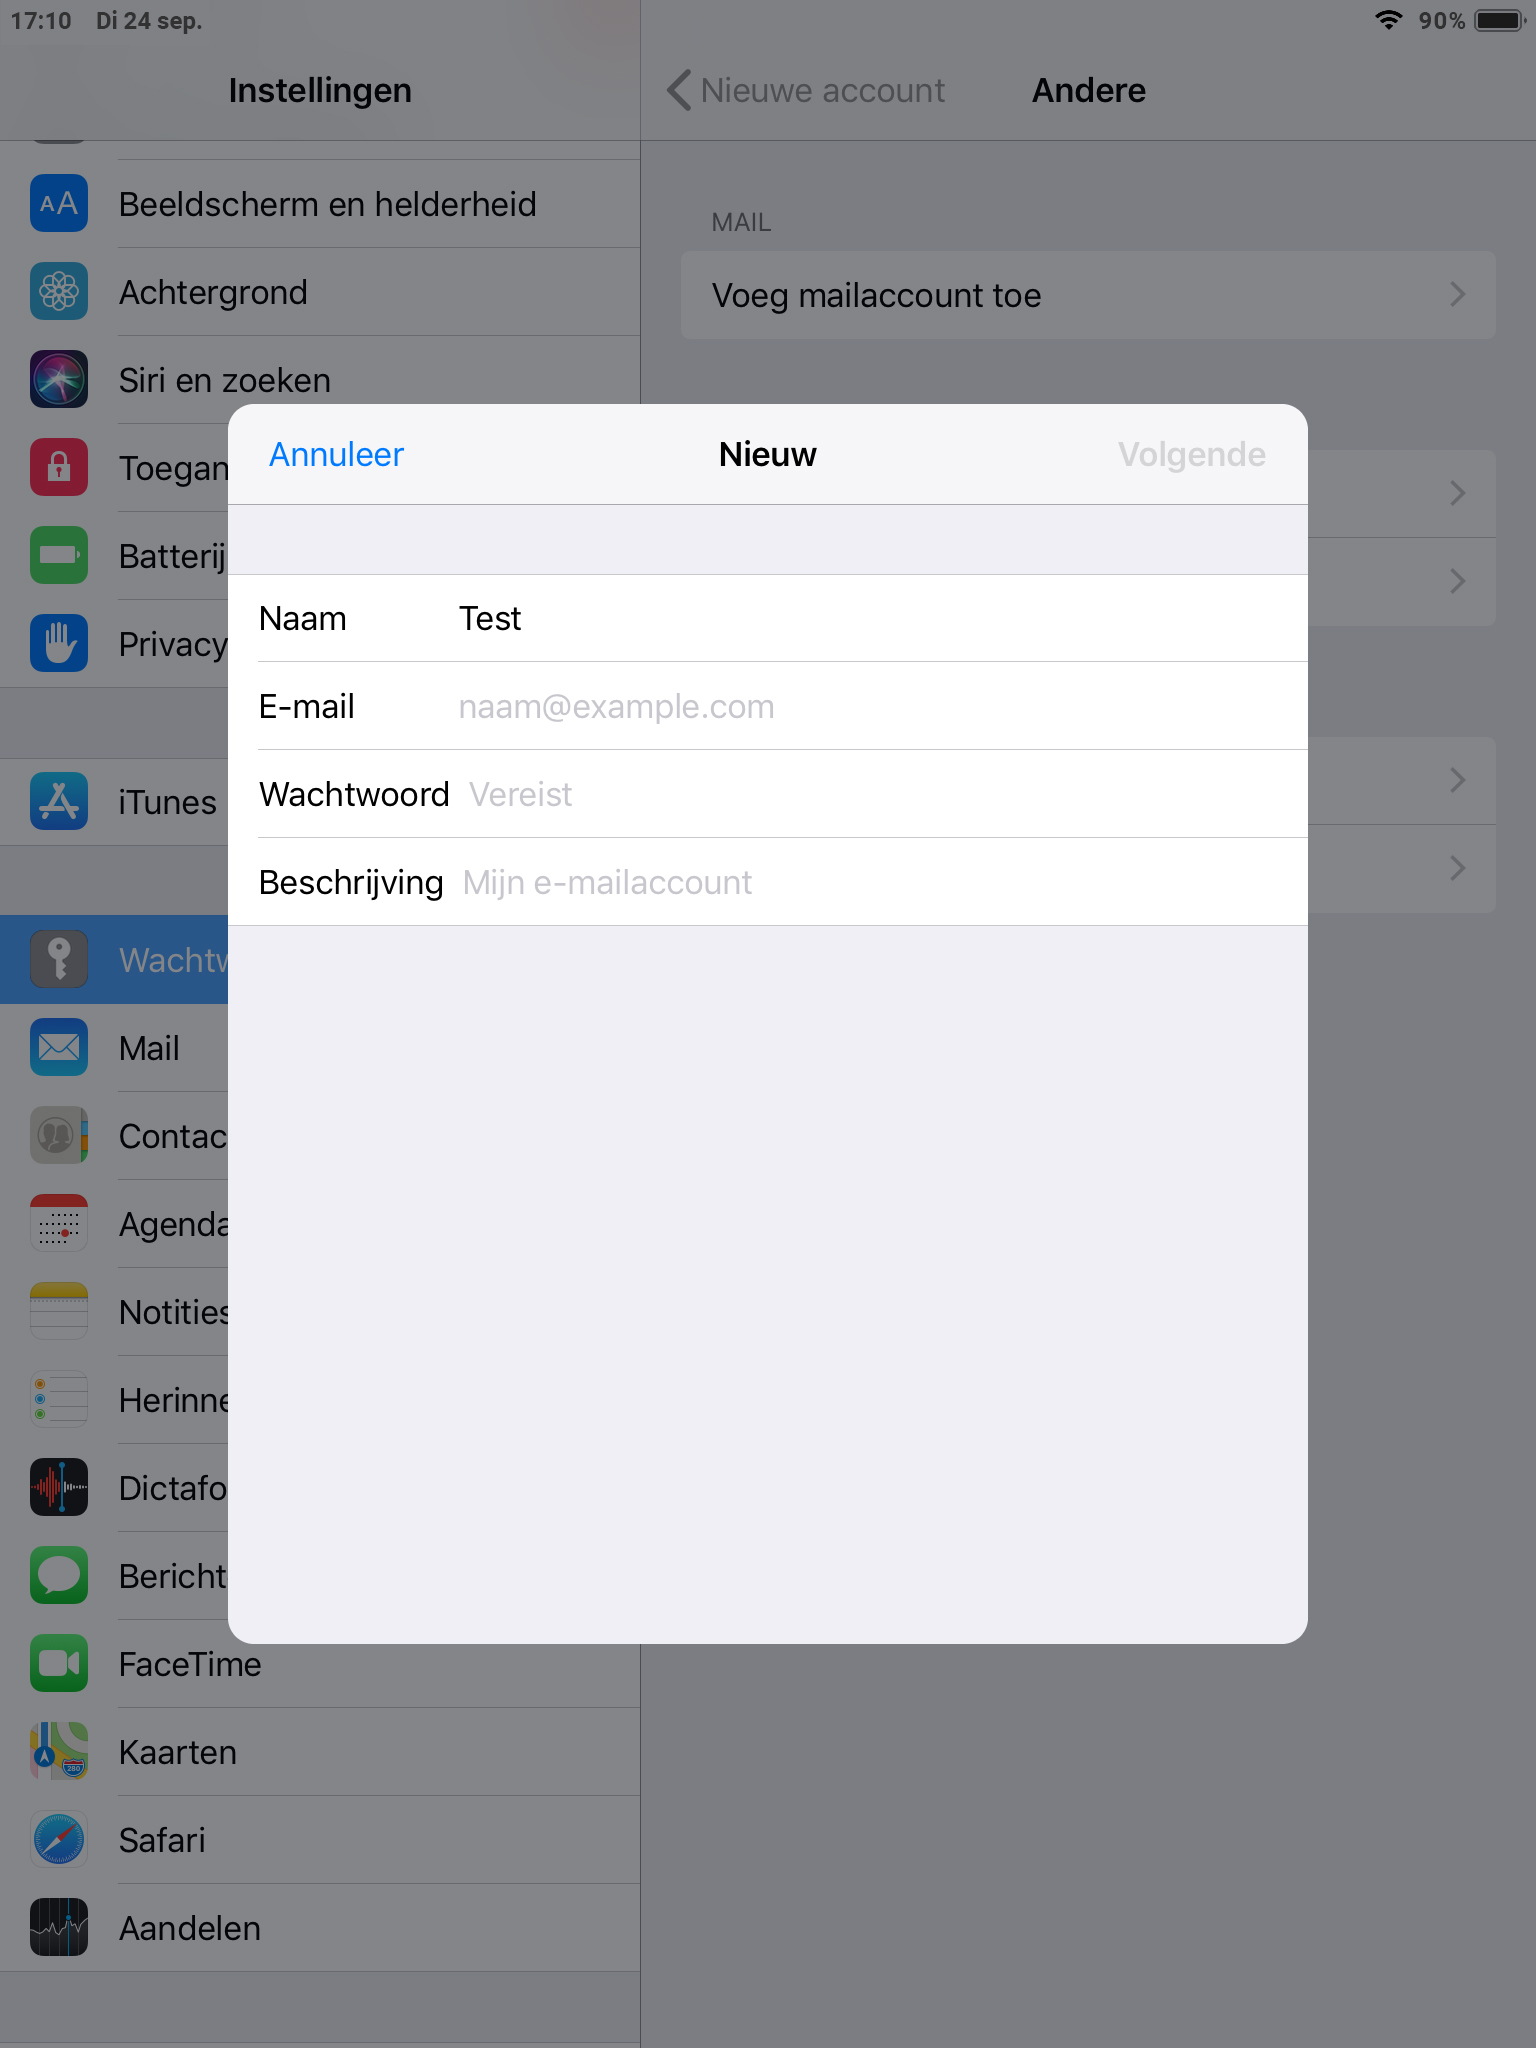 17:10 Di 24 sep.
90%
Instellingen
Nieuwe account
Andere
Beeldscherm en helderheid
Achtergrond
Siri en zoeken
Toegan
Batterij
Privacy
iTunes
Wachtw
Mail
Contac
Agenda
Notities
Herinne
Dictafo
Bericht
FaceTime
Kaarten
280
Safari
Aandelen
MAIL
Voeg mailaccount toe
Annuleer
Nieuw
Volgende
Naam Test
E-mail naam@example.com
Wachtwoord Vereist
Beschrijving Mijn e-mailaccount